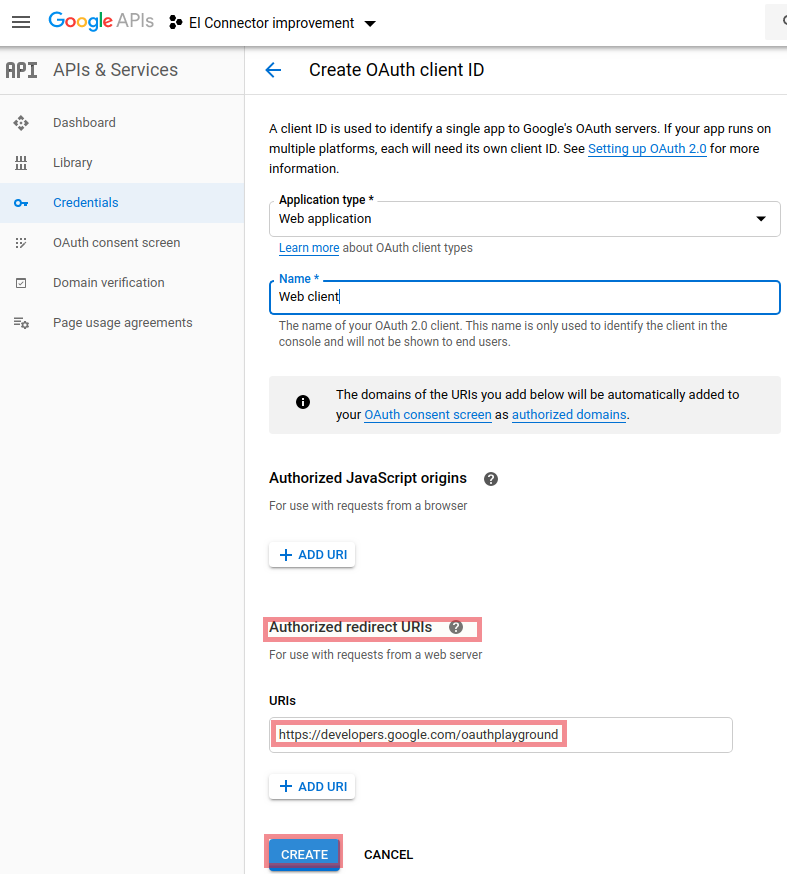 Google APIs
EI Connector improvement
API APIs & Services
Create OAuth client ID
Dashboard
Library
Credentials
OAuth consent screen
Domain verification
Page usage agreements
A client ID is used to identify a single app to Google's OAuth servers. If your app runs on
multiple platforms, each will need its own client ID. See Setting up OAuth 2.0 for more
information.
Application type *
Web application
Learn more about OAuth client types
Name *
Web client
The name of your OAuth 2.0 client. This name is only used to identify the client in the
console and will not be shown to end users.
The domains of the URIs you add below will be automatically added to
your OAuth consent screen as authorized domains.
Authorized JavaScript origins
For use with requests from a browser
ADD URI
Authorized redirect URIs
For use with requests from a web server
URIs
https://developers.google.com/oauthplayground
ADD URI
CREATE CANCEL